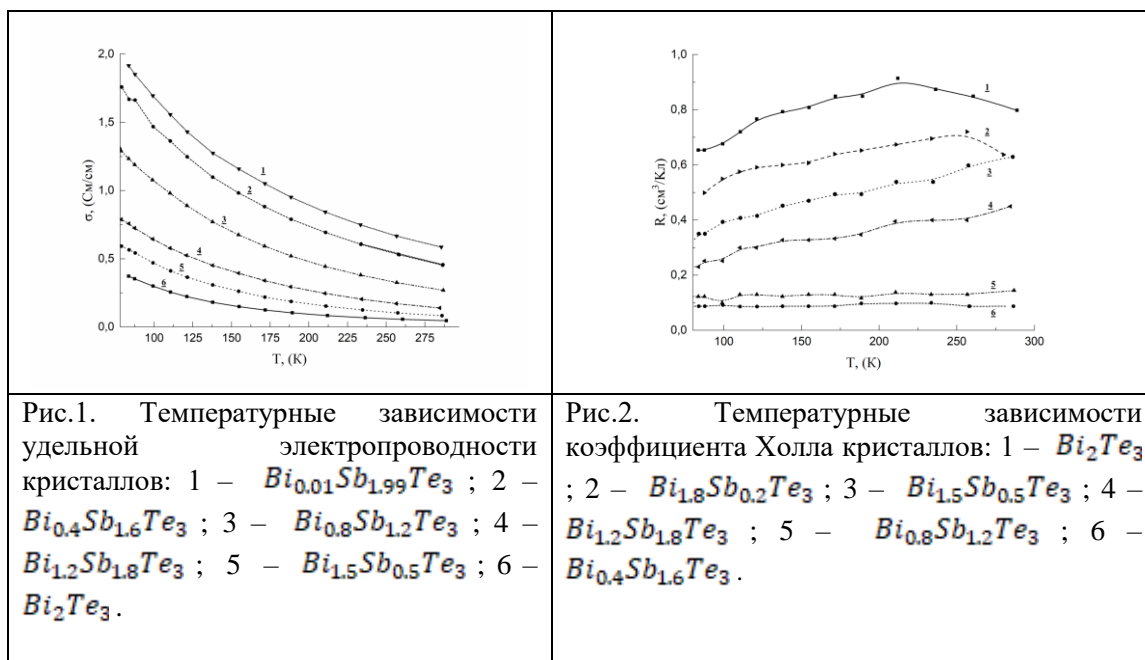 2,0
1,5
1,0
0,5
0,0
σ, (См/см)
1
2
3
4
5
6
100 125 150 175 200 225 250 275
T, (К)
1,0
0,8
0,6
0,4
0,2
0,0
R, (см³/Кл)
1
2
3
4
5
6
100 150 200 250 300
T, (К)
Рис.1. Температурные зависимости
удельной электропроводности
кристаллов: 1 – Bi₀.₀₁Sb₁.₉₉Te₃ ; 2 –
Bi₀.₄Sb₁.₆Te₃ ; 3 – Bi₀.₈Sb₁.₂Te₃ ; 4 –
Bi₁.₂Sb₁.₈Te₃ ; 5 – Bi₁.₅Sb₀.₅Te₃ ; 6 –
Bi₂Te₃ .
Рис.2. Температурные зависимости
коэффициента Холла кристаллов: 1 – Bi₂Te₃
; 2 – Bi₁.₈Sb₀.₂Te₃ ; 3 – Bi₁.₅Sb₀.₅Te₃ ; 4 –
Bi₁.₂Sb₁.₈Te₃ ; 5 – Bi₀.₈Sb₁.₂Te₃ ; 6 –
Bi₀.₄Sb₁.₆Te₃ .